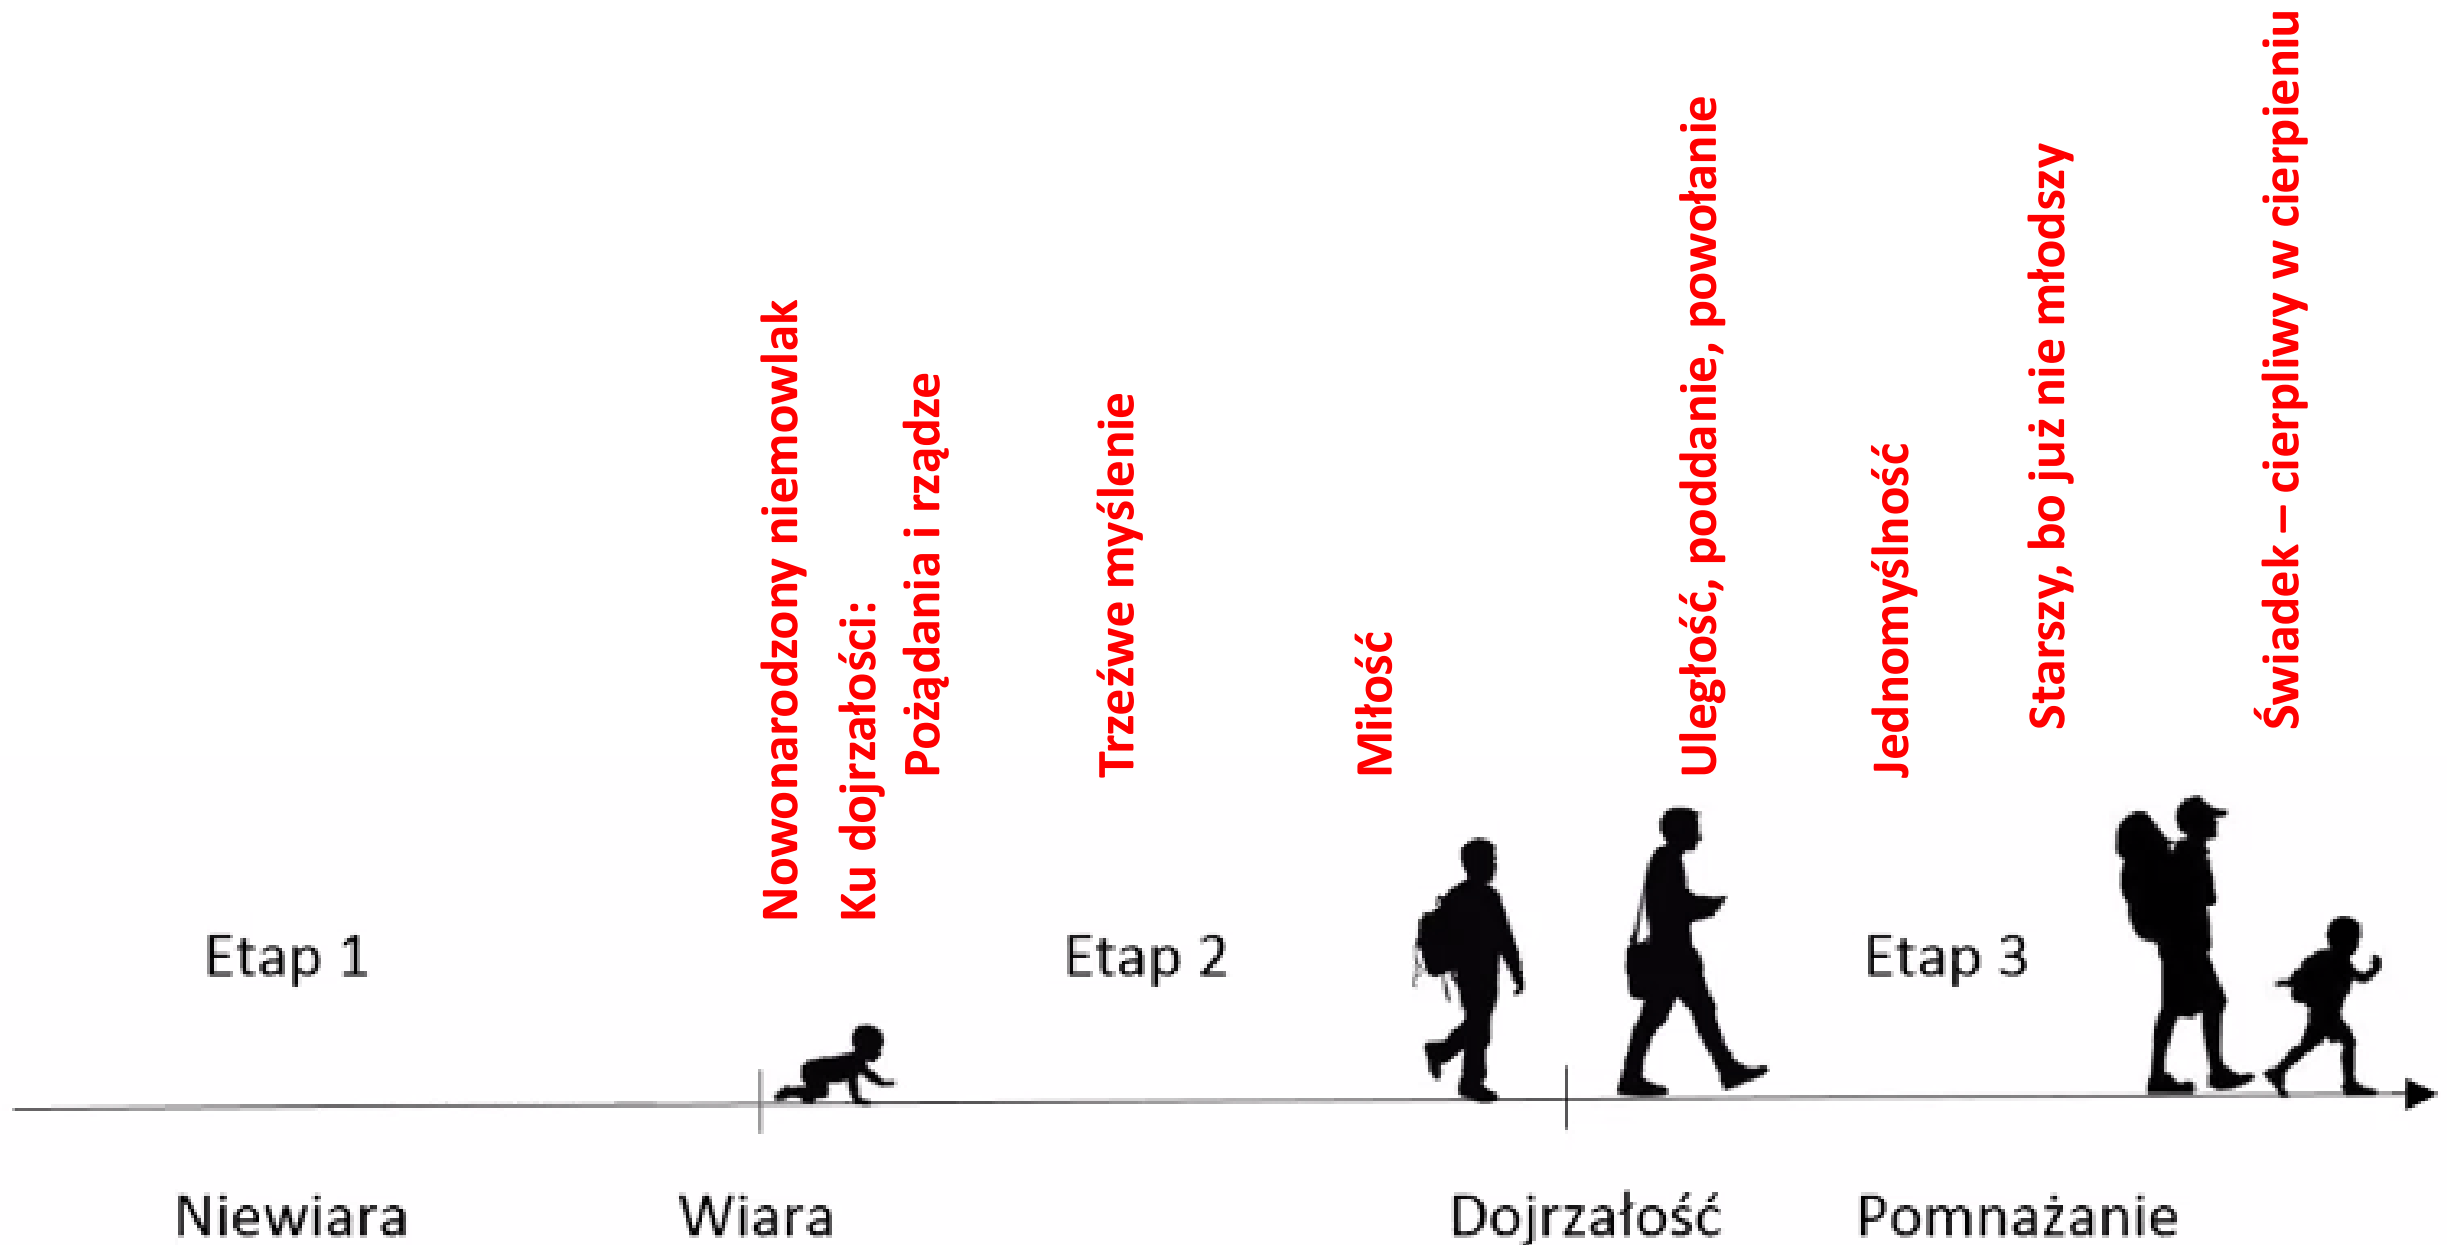 Nowonarodzony niemowlak
Ku dojrzałości:
Pożądania i rządze
Trzeźwe myślenie
Miłość
Uległość, poddanie, powołanie
Jednomyślność
Starszy, bo już nie młodszy
Świadek – cierpliwy w cierpieniu
Etap 1
Etap 2
Etap 3
Niewiara
Wiara
Dojrzałość
Pomnażanie